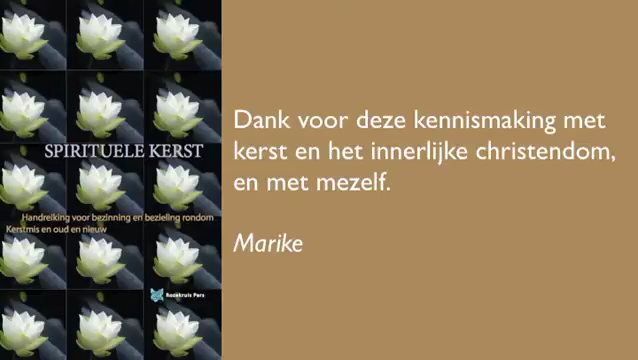 SPIRITUELE KERST
Handreiking voor bezinning en bezieling rondom
Kerstmis en oud en nieuw
Rozekruis Pers
Dank voor deze kennismaking met
kerst en het innerlijke christendom,
en met mezelf.
Marike